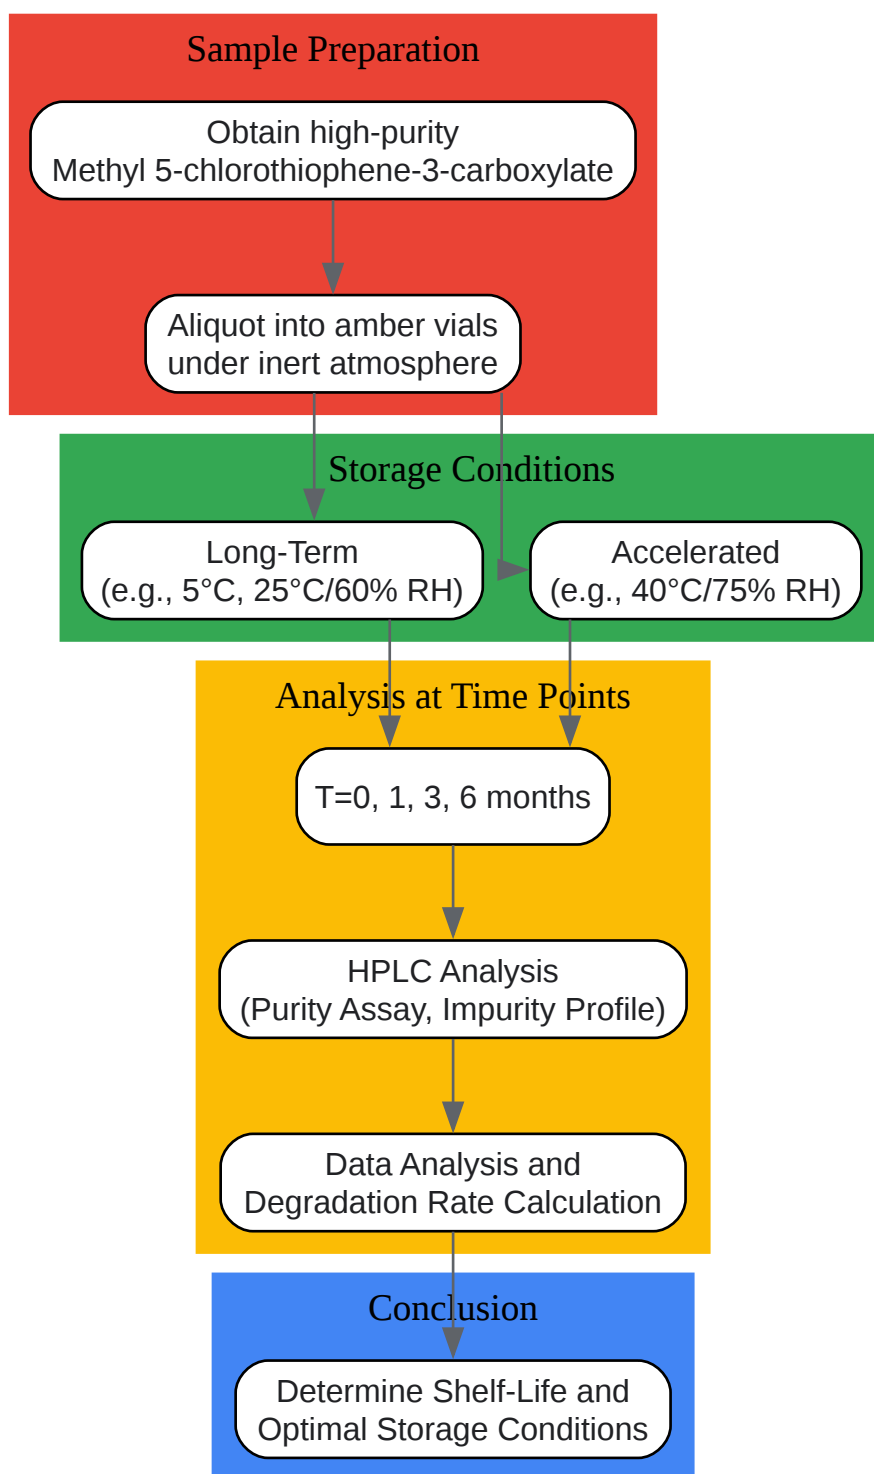 Sample Preparation
Obtain high-purity
Methyl 5-chlorothiophene-3-carboxylate
Aliquot into amber vials
under inert atmosphere
Storage Conditions
Long-Term
(e.g., 5°C, 25°C/60% RH)
Accelerated
(e.g., 40°C/75% RH)
Analysis at Time Points
T=0, 1, 3, 6 months
HPLC Analysis
(Purity Assay, Impurity Profile)
Data Analysis and
Degradation Rate Calculation
Conclusion
Determine Shelf-Life and
Optimal Storage Conditions